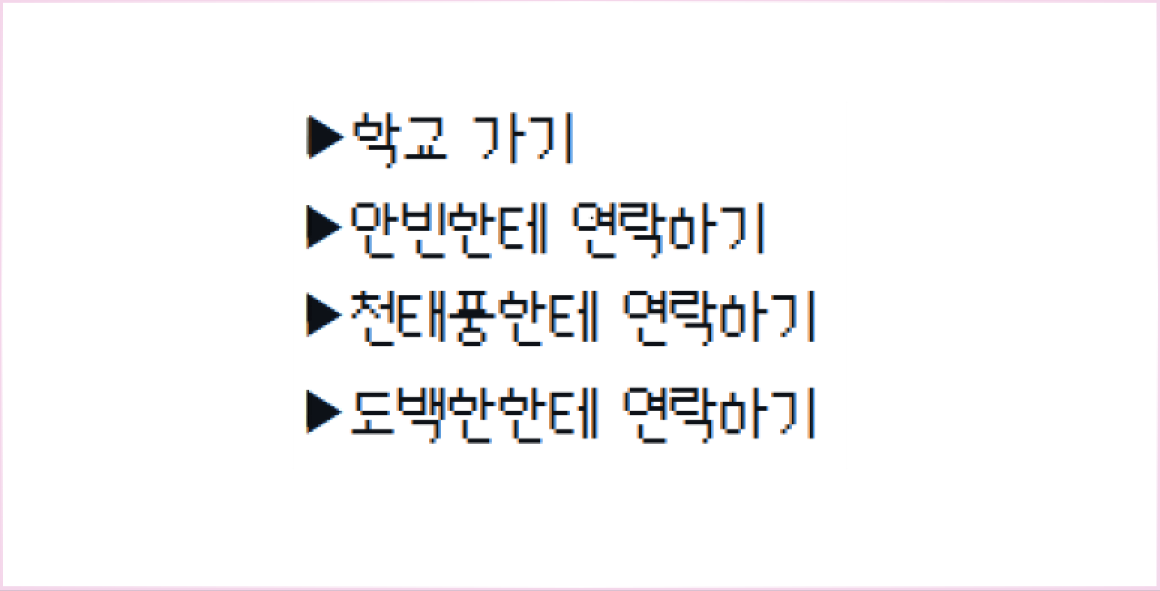 ▶학교 가기
▶안빈한테 연락하기
▶천태풍한테 연락하기
▶도백한한테 연락하기